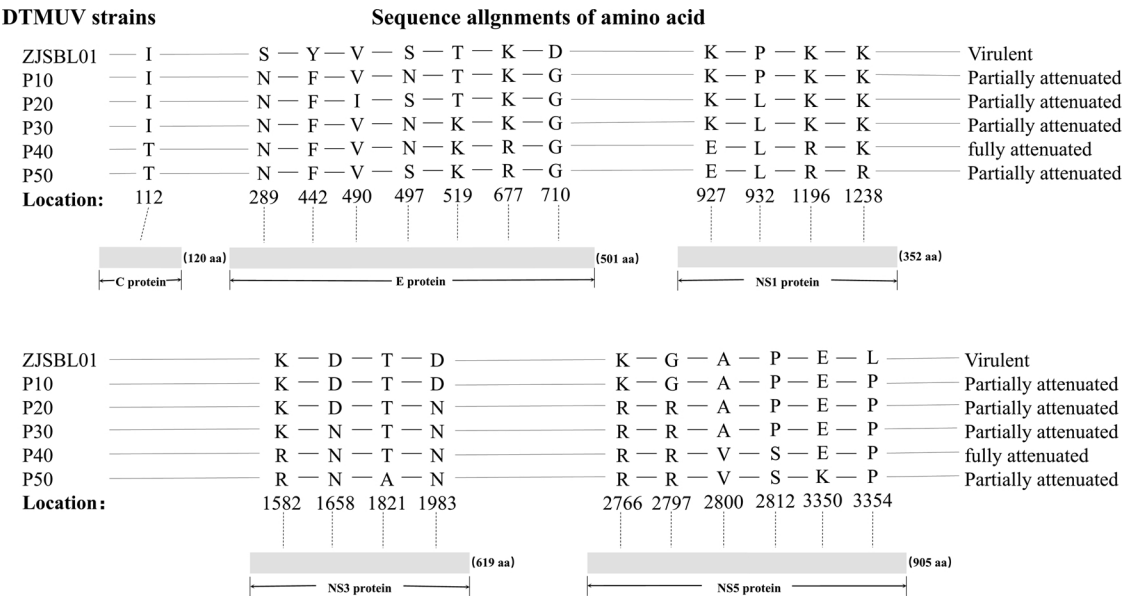 DTMUV strains Sequence allgnments of amino acid
ZJSBL01 — I — S — Y — V — S — T — K — D — K — P — K — K — Virulent
P10 — I — N — F — V — N — T — K — G — K — P — K — K — Partially attenuated
P20 — I — N — F — I — S — T — K — G — K — L — K — K — Partially attenuated
P30 — I — N — F — V — N — K — K — G — K — L — K — K — Partially attenuated
P40 — T — N — F — V — N — K — R — G — E — L — R — K — fully attenuated
P50 — T — N — F — V — S — K — R — G — E — L — R — R — Partially attenuated
Location: 112 289 442 490 497 519 677 710 927 932 1196 1238
(120 aa) (501 aa) (352 aa)
C protein E protein NS1 protein
ZJSBL01 — K — D — T — D — K — G — A — P — E — L — Virulent
P10 — K — D — T — D — K — G — A — P — E — P — Partially attenuated
P20 — K — D — T — N — R — R — A — P — E — P — Partially attenuated
P30 — K — N — T — N — R — R — A — P — E — P — Partially attenuated
P40 — R — N — T — N — R — R — V — S — E — P — fully attenuated
P50 — R — N — A — N — R — R — V — S — K — P — Partially attenuated
Location: 1582 1658 1821 1983 2766 2797 2800 2812 3350 3354
(619 aa) (905 aa)
NS3 protein NS5 protein